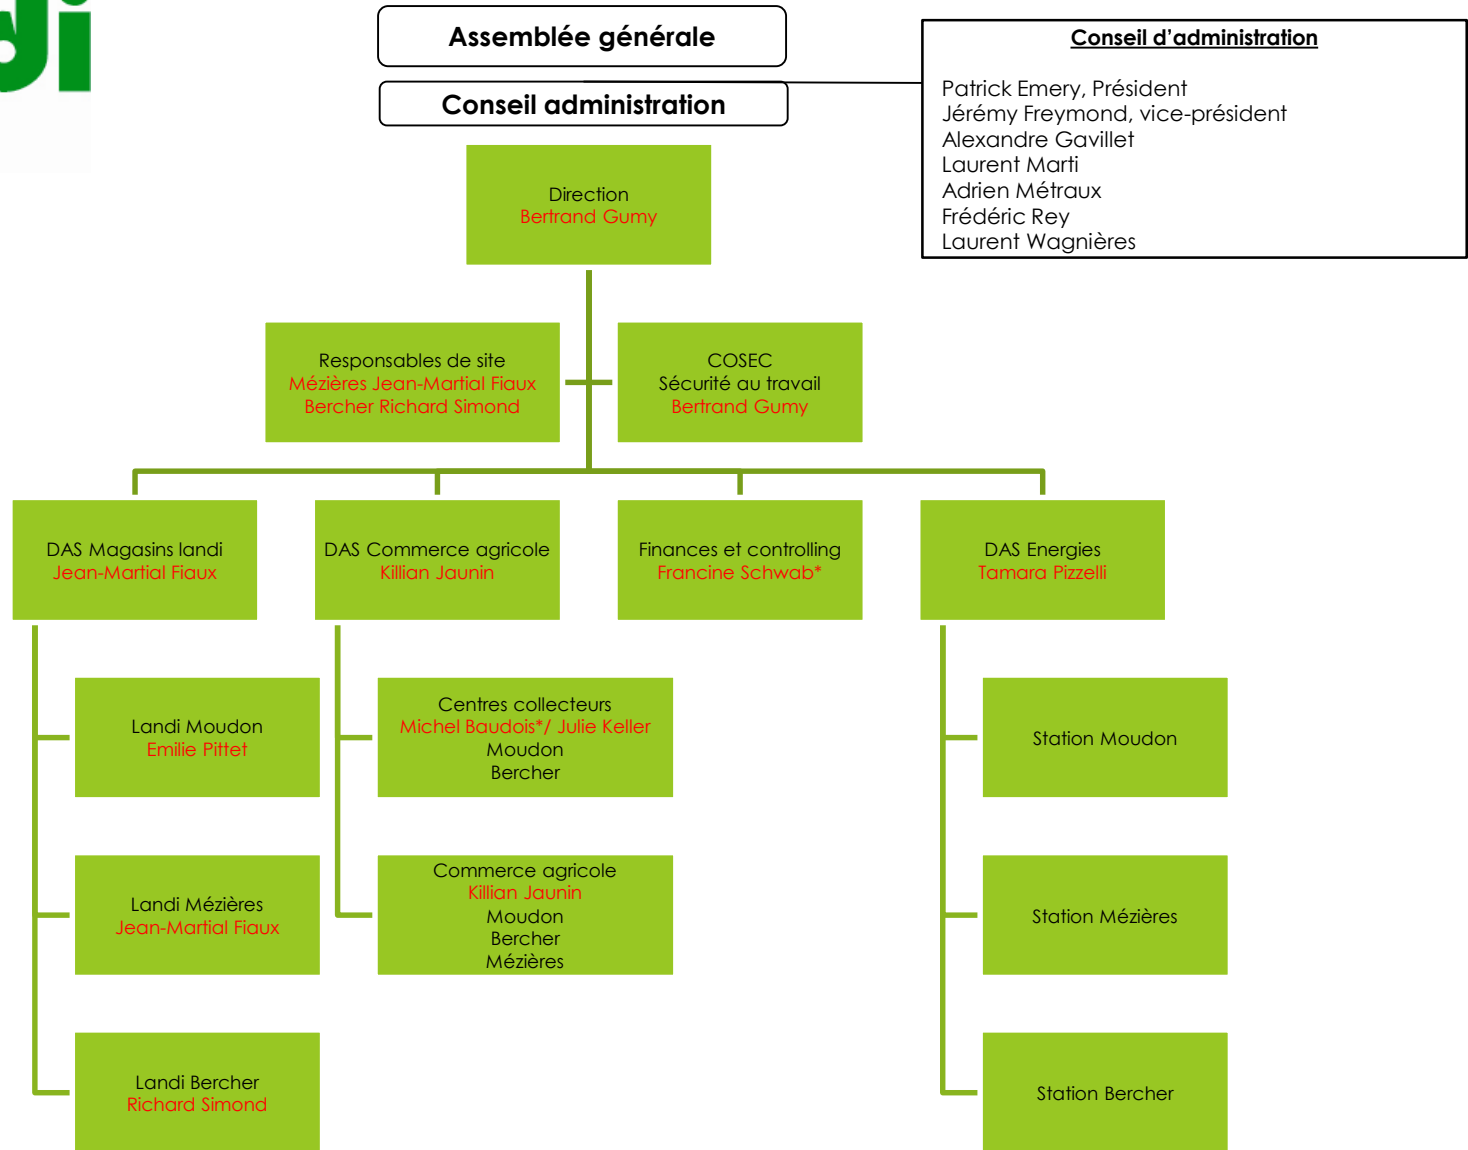 di
Assemblée générale
Conseil administration
Conseil d'administration
Patrick Emery, Président
Jérémy Freymond, vice-président
Alexandre Gavillet
Laurent Marti
Adrien Métraux
Frédéric Rey
Laurent Wagnières
Direction
Bertrand Gumy
Responsables de site
Mézières Jean-Martial Fiaux
Bercher Richard Simond
COSEC
Sécurité au travail
Bertrand Gumy
DAS Magasins landi
Jean-Martial Fiaux
DAS Commerce agricole
Killian Jaunin
Finances et controlling
Francine Schwab*
DAS Energies
Tamara Pizzelli
Landi Moudon
Emilie Pittet
Centres collecteurs
Michel Baudois*/ Julie Keller
Moudon
Bercher
Station Moudon
Landi Mézières
Jean-Martial Fiaux
Commerce agricole
Killian Jaunin
Moudon
Bercher
Mézières
Station Mézières
Landi Bercher
Richard Simond
Station Bercher